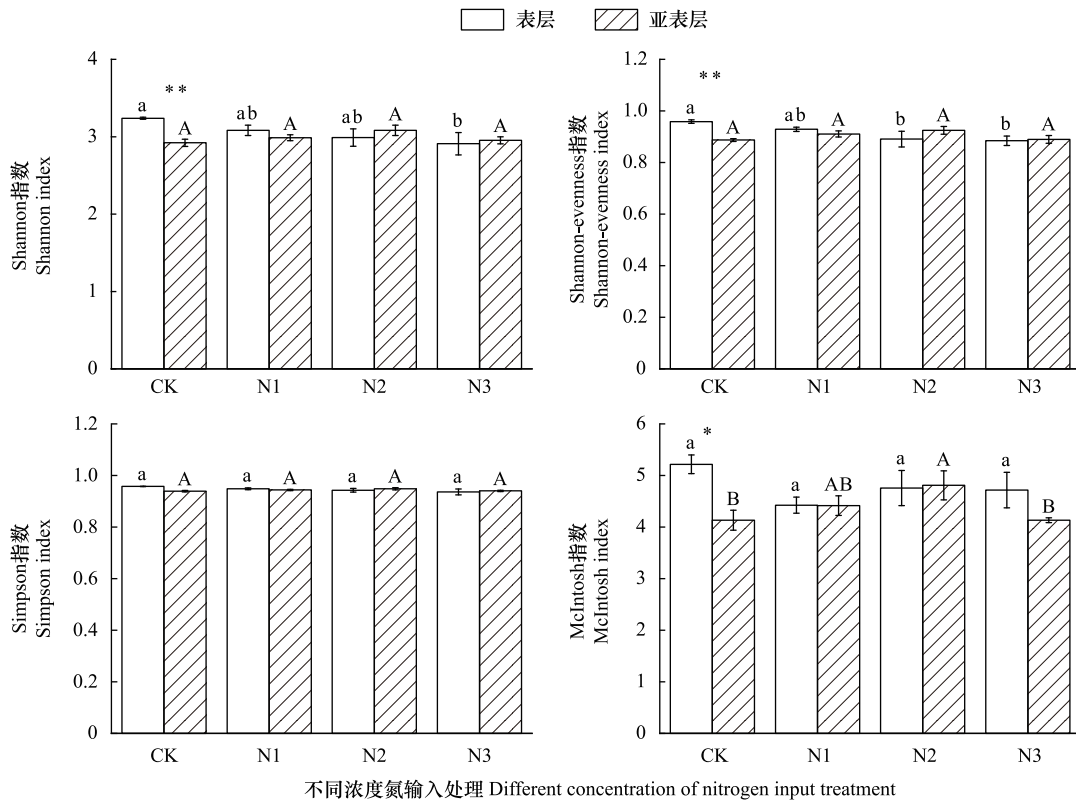 表层 亚表层
4
3
2
1
0
Shannon指数
Shannon index
a ** A ab A ab A b A
CK N1 N2 N3
1.2
1.0
0.8
0.6
0.4
0.2
0
Shannon-evenness指数
Shannon-evenness index
a ** A ab A b A b A
CK N1 N2 N3
1.2
1.0
0.8
0.6
0.4
0.2
0
Simpson指数
Simpson index
a A a A a A a A
CK N1 N2 N3
6
5
4
3
2
1
0
McIntosh指数
McIntosh index
a * B a AB a A a B
CK N1 N2 N3
不同浓度氮输入处理 Different concentration of nitrogen input treatment